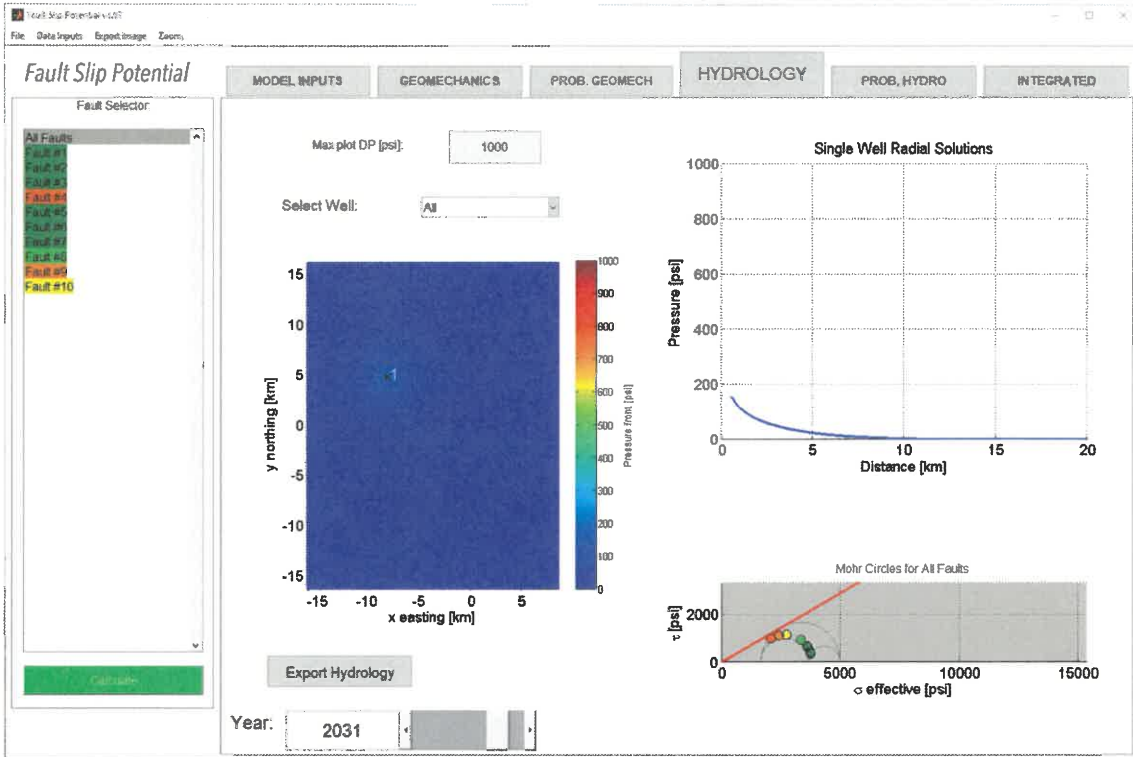 Fault Slip Potential v1.07
File Data Inputs Export Image Zoom
Fault Slip Potential
MODEL INPUTS GEOMECHANICS PROB. GEOMECH HYDROLOGY PROB. HYDRO INTEGRATED
Fault Selector
All Faults
Fault #1
Fault #2
Fault #3
Fault #4
Fault #5
Fault #6
Fault #7
Fault #8
Fault #9
Fault #10
Calculate
Max plot DP [psi]: 1000
Select Well: All
15
10
5
0
-5
-10
-15
y northing [km]
-15 -10 -5 0 5
x easting [km]
1000
900
800
700
600
500
400
300
200
100
0
Pressure front [psi]
Export Hydrology
Year: 2031
Single Well Radial Solutions
1000
800
600
400
200
0
Pressure [psi]
0 5 10 15 20
Distance [km]
Mohr Circles for All Faults
2000
0
τ [psi]
0 5000 10000 15000
σ effective [psi]